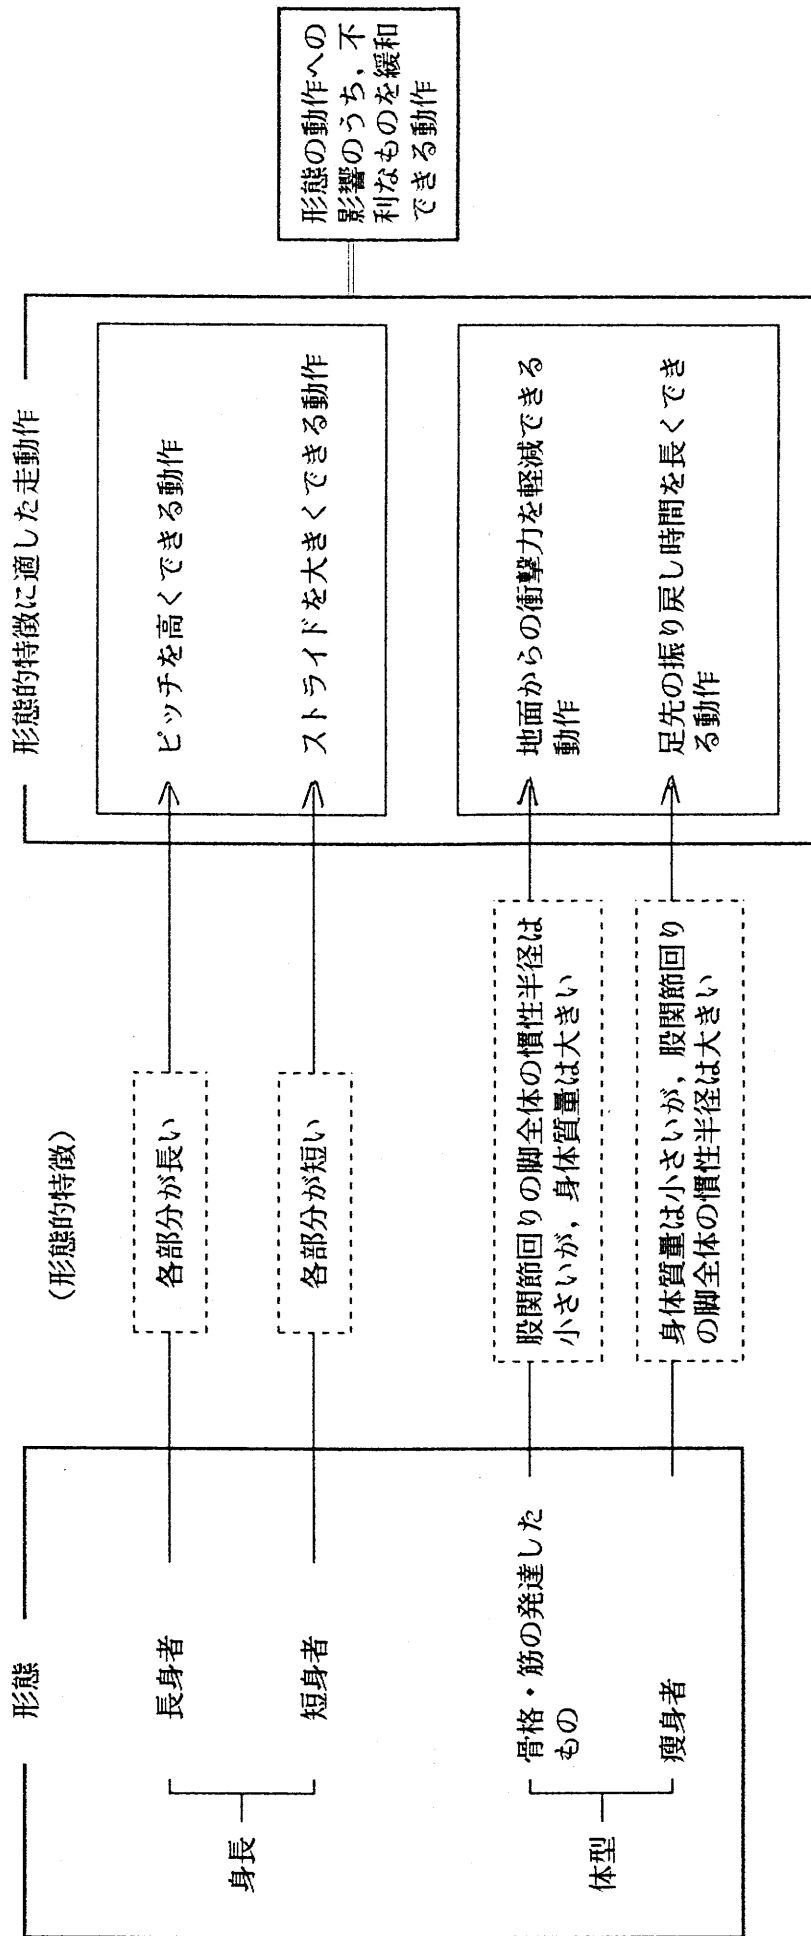 形態
身長
長身者
短身者
体型
骨格・筋の発達した
もの
瘦身者
(形態的特徴)
各部分が長い
各部分が短い
股関節回りの脚全体の慣性半径は
小さいが，身体質量は大きい
身体質量は小さいが，股関節回り
の脚全体の慣性半径は大きい
形態的特徴に適した走動作
ピッチを高くできる動作
ストライドを大きくできる動作
地面からの衝撃力を軽減できる
動作
足先の振り戻し時間を長くでき
る動作
形態の動作への
影響のうち，不
利なものを緩和
できる動作